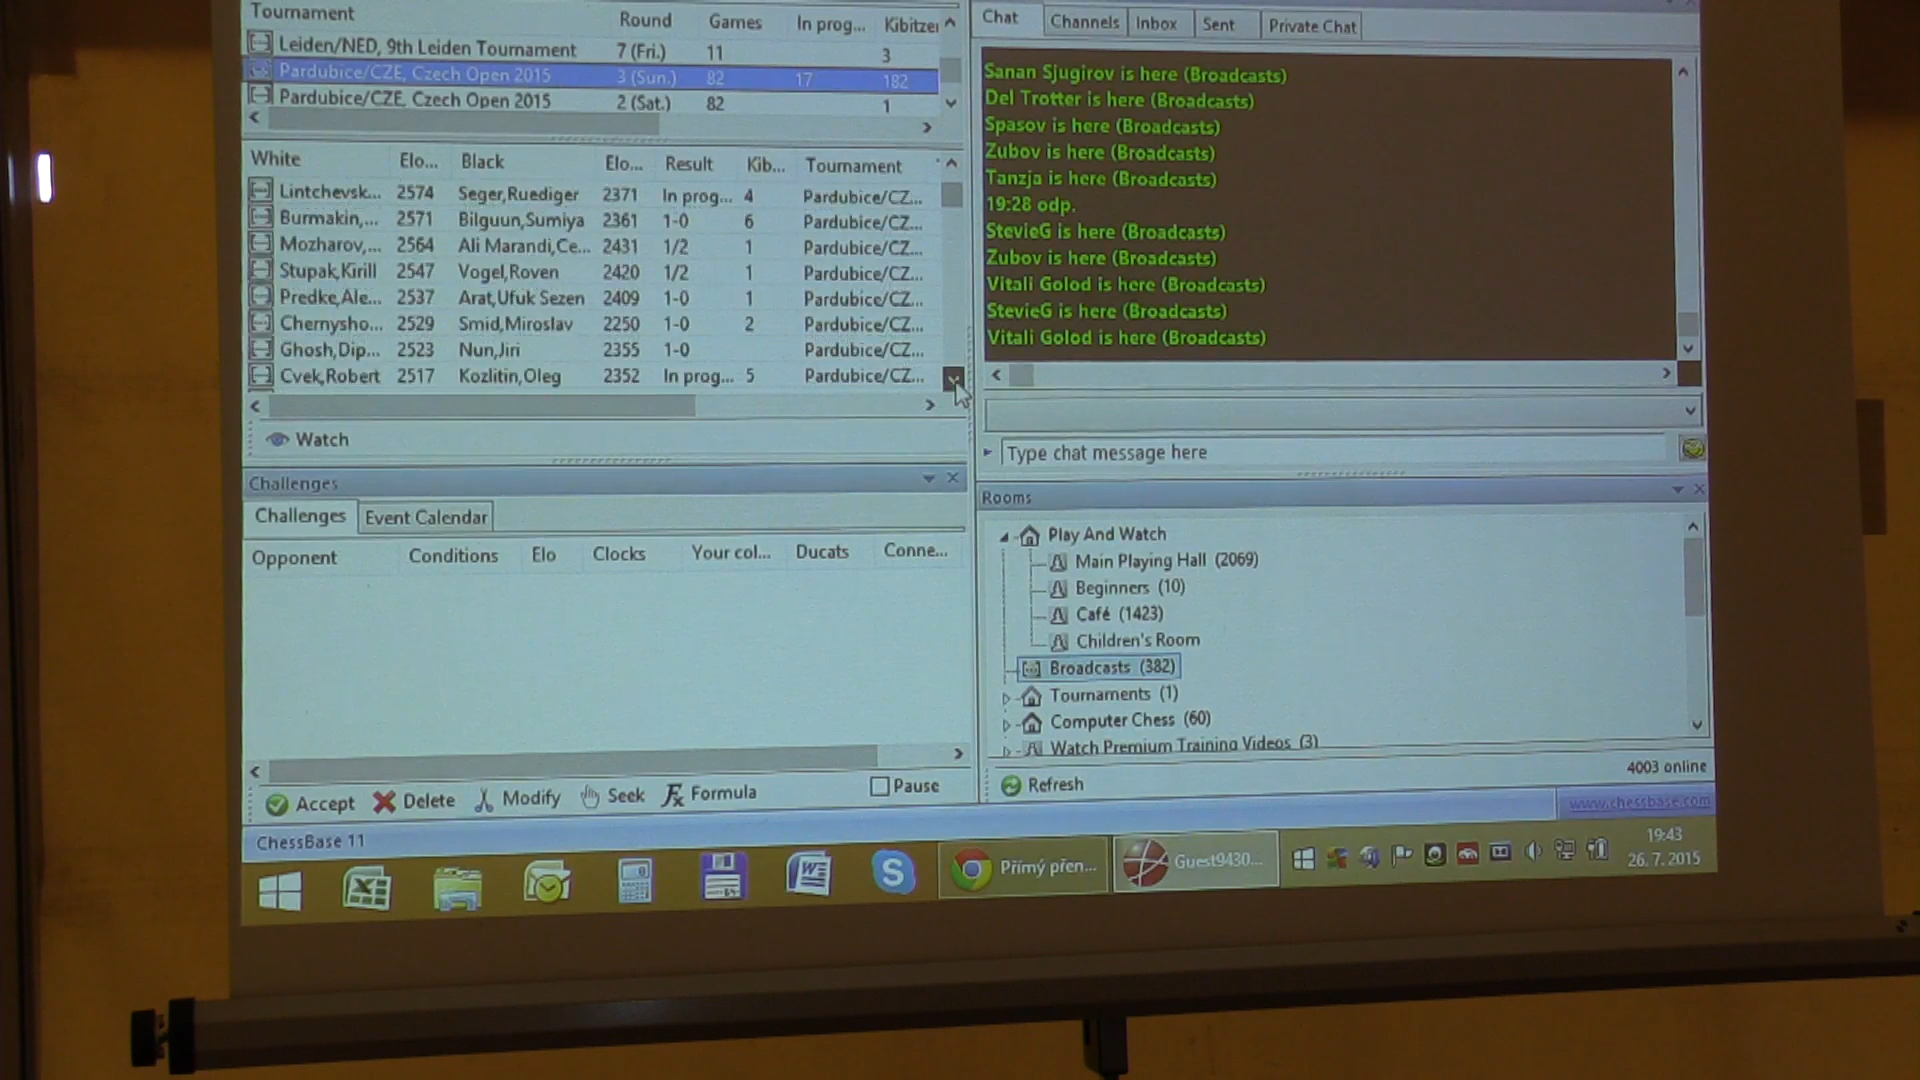 Tournament Round Games In prog... Kibitzer
Leiden/NED, 9th Leiden Tournament 7 (Fri.) 11 3
Pardubice/CZE, Czech Open 2015 3 (Sun.) 82 17 182
Pardubice/CZE, Czech Open 2015 2 (Sat.) 82 1
White Elo... Black Elo... Result Kib... Tournament
Lintchevsk... 2574 Seger,Ruediger 2371 In prog... 4 Pardubice/CZ...
Burmakin,... 2571 Bilguun,Sumiya 2361 1-0 6 Pardubice/CZ...
Mozharov,... 2564 Ali Marandi,Ce... 2431 1/2 1 Pardubice/CZ...
Stupak,Kirill 2547 Vogel,Roven 2420 1/2 1 Pardubice/CZ...
Predke,Ale... 2537 Arat,Ufuk Sezen 2409 1-0 1 Pardubice/CZ...
Chernysho... 2529 Smid,Miroslav 2250 1-0 2 Pardubice/CZ...
Ghosh,Dip... 2523 Nun,Jiri 2355 1-0 Pardubice/CZ...
Cvek,Robert 2517 Kozlitin,Oleg 2352 In prog... 5 Pardubice/CZ...
Watch
Challenges
Challenges Event Calendar
Opponent Conditions Elo Clocks Your col... Ducats Conne...
Accept Delete Modify Seek Formula Pause
ChessBase 11
Chat Channels Inbox Sent Private Chat
Sanan Sjugirov is here (Broadcasts)
Del Trotter is here (Broadcasts)
Spasov is here (Broadcasts)
Zubov is here (Broadcasts)
Tanzja is here (Broadcasts)
19:28 odp.
StevieG is here (Broadcasts)
Zubov is here (Broadcasts)
Vitali Golod is here (Broadcasts)
StevieG is here (Broadcasts)
Vitali Golod is here (Broadcasts)
Type chat message here
Rooms
Play And Watch
Main Playing Hall (2069)
Beginners (10)
Café (1423)
Children's Room
Broadcasts (382)
Tournaments (1)
Computer Chess (60)
Watch Premium Training Videos (3)
4003 online
Refresh
www.chessbase.com
Přímý přen... Guest9430... 19:43
26. 7. 2015